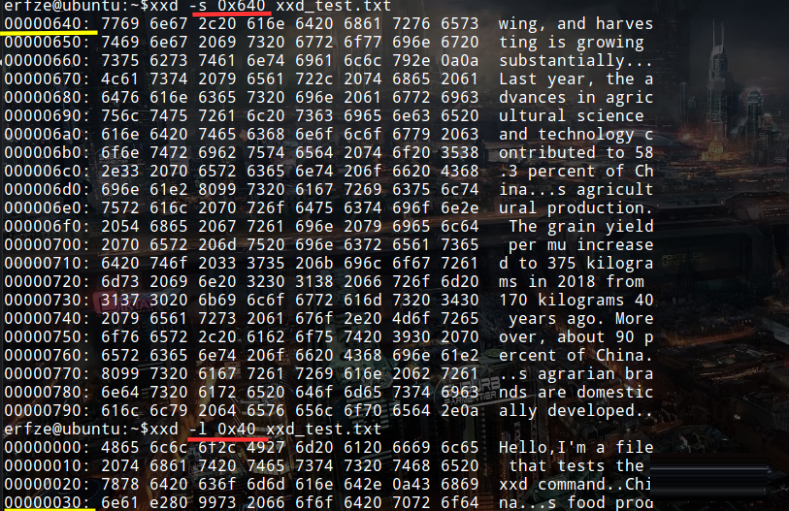 erfze@ubuntu:~$xxd -s 0x640 xxd_test.txt
00000640: 7769 6e67 2c20 616e 6420 6861 7276 6573  wing, and harves
00000650: 7469 6e67 2069 7320 6772 6f77 696e 6720  ting is growing
00000660: 7375 6273 7461 6e74 6961 6c6c 792e 0a0a  substantially...
00000670: 4c61 7374 2079 6561 722c 2074 6865 2061  Last year, the a
00000680: 6476 616e 6365 7320 696e 2061 6772 6963  dvances in agric
00000690: 756c 7475 7261 6c20 7363 6965 6e63 6520  ultural science
000006a0: 616e 6420 7465 6368 6e6f 6c6f 6779 2063  and technology c
000006b0: 6f6e 7472 6962 7574 6564 2074 6f20 3538  ontributed to 58
000006c0: 2e33 2070 6572 6365 6e74 206f 6620 4368  .3 percent of Ch
000006d0: 696e 61e2 8099 7320 6167 7269 6375 6c74  ina...s agricult
000006e0: 7572 616c 2070 726f 6475 6374 696f 6e2e  ural production.
000006f0: 2054 6865 2067 7261 696e 2079 6965 6c64   The grain yield
00000700: 2070 6572 206d 7520 696e 6372 6561 7365   per mu increase
00000710: 6420 746f 2033 3735 206b 696c 6f67 7261  d to 375 kilogra
00000720: 6d73 2069 6e20 3230 3138 2066 726f 6d20  ms in 2018 from
00000730: 3137 3020 6b69 6c6f 6772 616d 7320 3430  170 kilograms 40
00000740: 2079 6561 7273 2061 676f 2e20 4d6f 7265   years ago. More
00000750: 6f76 6572 2c20 6162 6f75 7420 3930 2070  over, about 90 p
00000760: 6572 6365 6e74 206f 6620 4368 696e 61e2  ercent of China.
00000770: 8099 7320 6167 7261 7269 616e 2062 7261  ..s agrarian bra
00000780: 6e64 7320 6172 6520 646f 6d65 7374 6963  nds are domestic
00000790: 616c 6c79 2064 6576 656c 6f70 6564 2e0a  ally developed..
erfze@ubuntu:~$xxd -l 0x40 xxd_test.txt
00000000: 4865 6c6c 6f2c 4927 6d20 6120 6669 6c65  Hello,I'm a file
00000010: 2074 6861 7420 7465 7374 7320 7468 6520   that tests the
00000020: 7878 6420 636f 6d6d 616e 642e 0a43 6869  xxd command..Chi
00000030: 6e61 e280 9973 2066 6f6f 6420 7072 6f64  na...s food prod